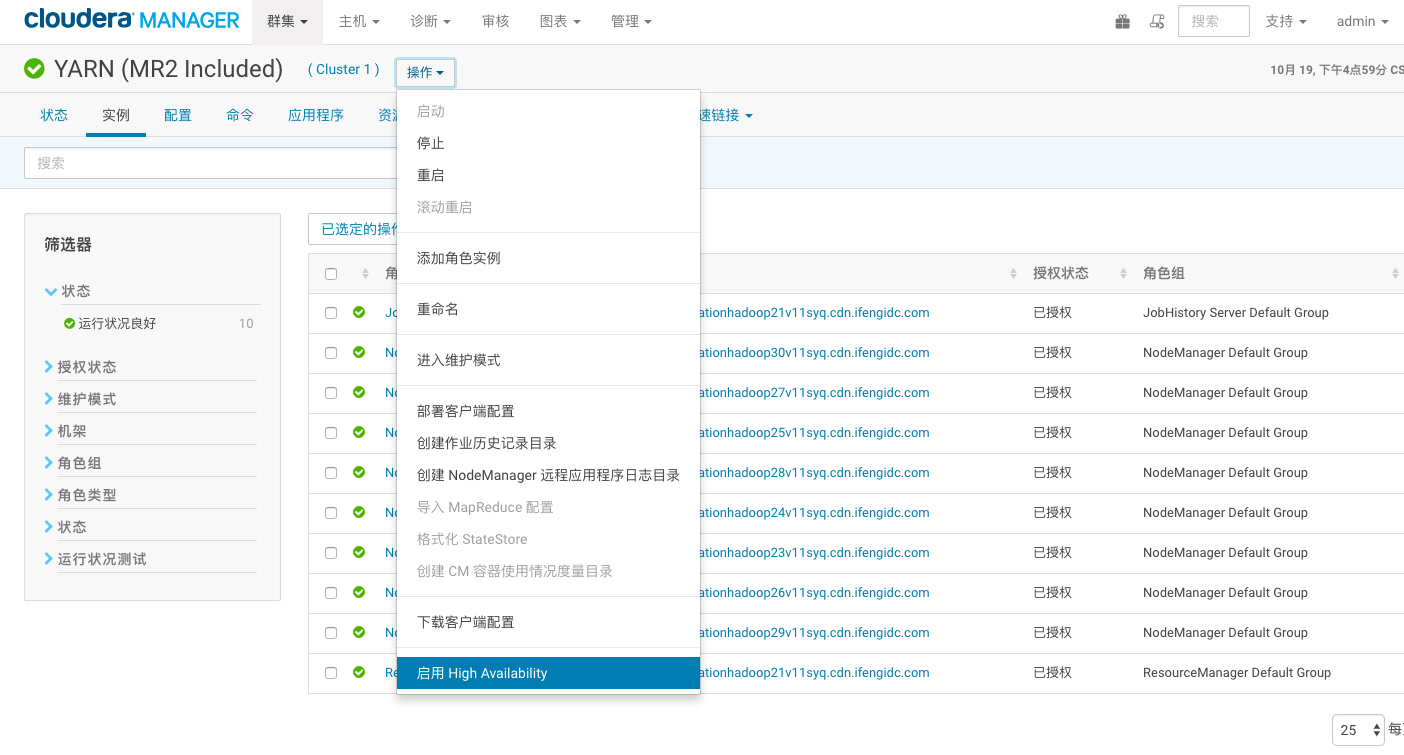 cloudera MANAGER 群集 主机 诊断 审核 图表 管理 搜索 支持 admin
YARN (MR2 Included) ( Cluster 1 ) 操作 10月 19, 下午4点59分 CS
状态 实例 配置 命令 应用程序 速链接
搜索
启动
停止
重启
滚动重启
添加角色实例
重命名
进入维护模式
部署客户端配置
创建作业历史记录目录
创建 NodeManager 远程应用程序日志目录
导入 MapReduce 配置
格式化 StateStore
创建 CM 容器使用情况度量目录
下载客户端配置
启用 High Availability
筛选器
状态
运行状况良好 10
授权状态
维护模式
机架
角色组
角色类型
状态
运行状况测试
已选定的操作
角 授权状态 角色组
Jo ationhadoop21v11syq.cdn.ifengidc.com 已授权 JobHistory Server Default Group
No ationhadoop30v11syq.cdn.ifengidc.com 已授权 NodeManager Default Group
No ationhadoop27v11syq.cdn.ifengidc.com 已授权 NodeManager Default Group
No ationhadoop25v11syq.cdn.ifengidc.com 已授权 NodeManager Default Group
No ationhadoop28v11syq.cdn.ifengidc.com 已授权 NodeManager Default Group
No ationhadoop24v11syq.cdn.ifengidc.com 已授权 NodeManager Default Group
No ationhadoop23v11syq.cdn.ifengidc.com 已授权 NodeManager Default Group
No ationhadoop26v11syq.cdn.ifengidc.com 已授权 NodeManager Default Group
No ationhadoop29v11syq.cdn.ifengidc.com 已授权 NodeManager Default Group
Re ationhadoop21v11syq.cdn.ifengidc.com 已授权 ResourceManager Default Group
25 每